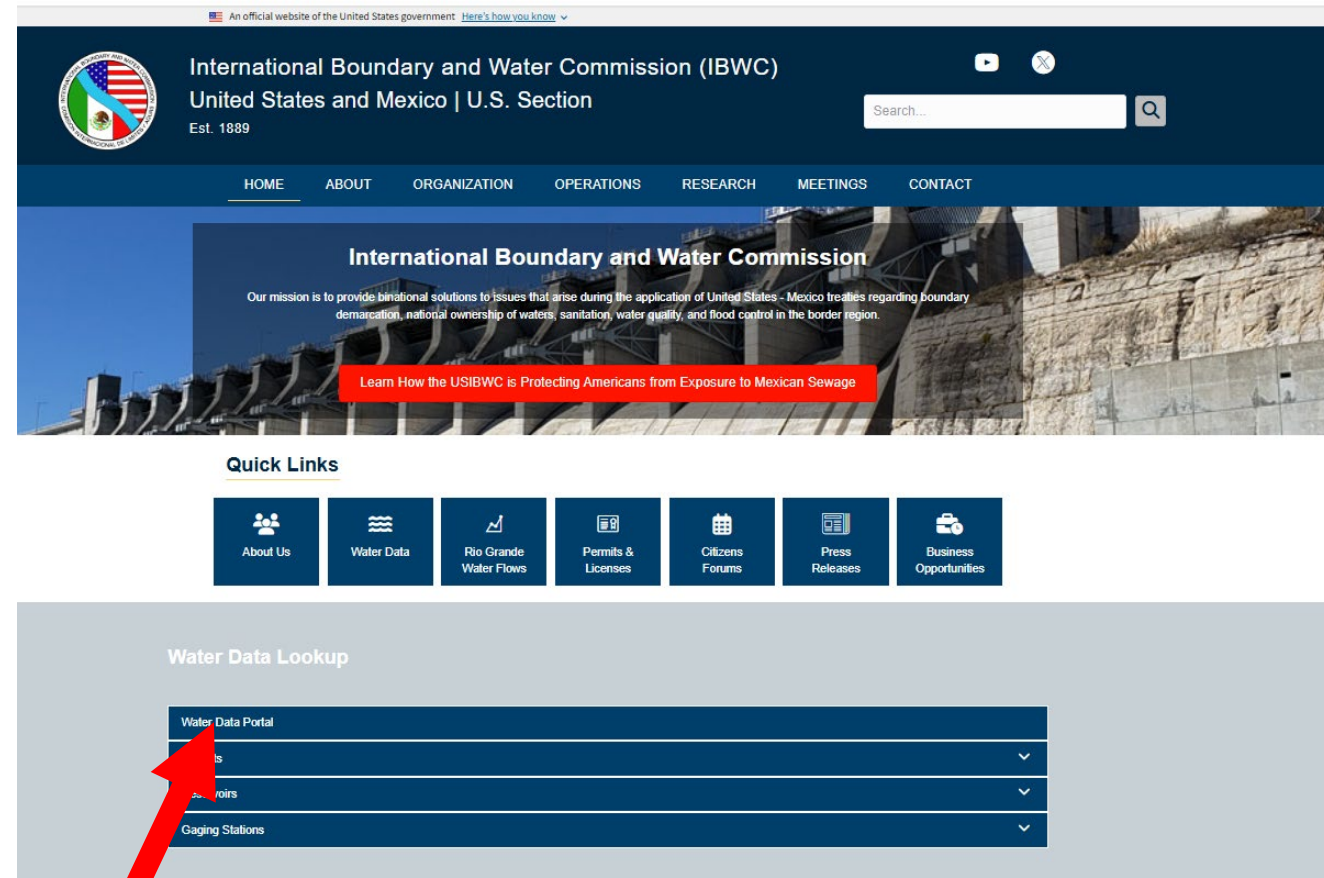 An official website of the United States government Here's how you know
International Boundary and Water Commission (IBWC)
United States and Mexico | U.S. Section
Est. 1889
Search...
HOME ABOUT ORGANIZATION OPERATIONS RESEARCH MEETINGS CONTACT
International Boundary and Water Commission
Our mission is to provide binational solutions to issues that arise during the application of United States - Mexico treaties regarding boundary
demarcation, national ownership of waters, sanitation, water quality, and flood control in the border region.
Learn How the USIBWC is Protecting Americans from Exposure to Mexican Sewage
Quick Links
About Us
Water Data
Rio Grande
Water Flows
Permits &
Licenses
Citizens
Forums
Press
Releases
Business
Opportunities
Water Data Lookup
Water Data Portal
Gaging Stations